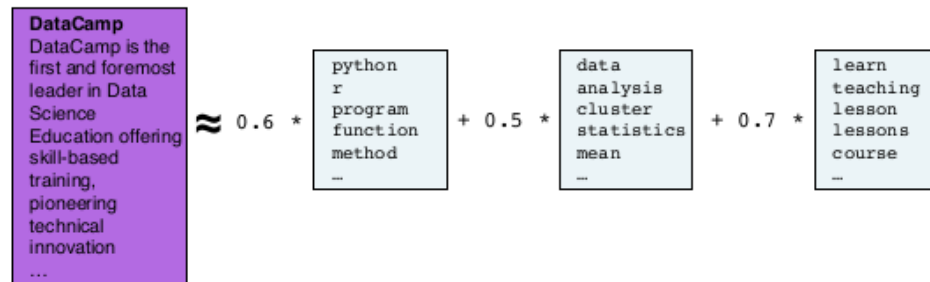 DataCamp
DataCamp is the
first and foremost
leader in Data
Science
Education offering
skill-based
training,
pioneering
technical
innovation
...
≈ 0.6 *
python
r
program
function
method
…
+ 0.5 *
data
analysis
cluster
statistics
mean
…
+ 0.7 *
learn
teaching
lesson
lessons
course
…